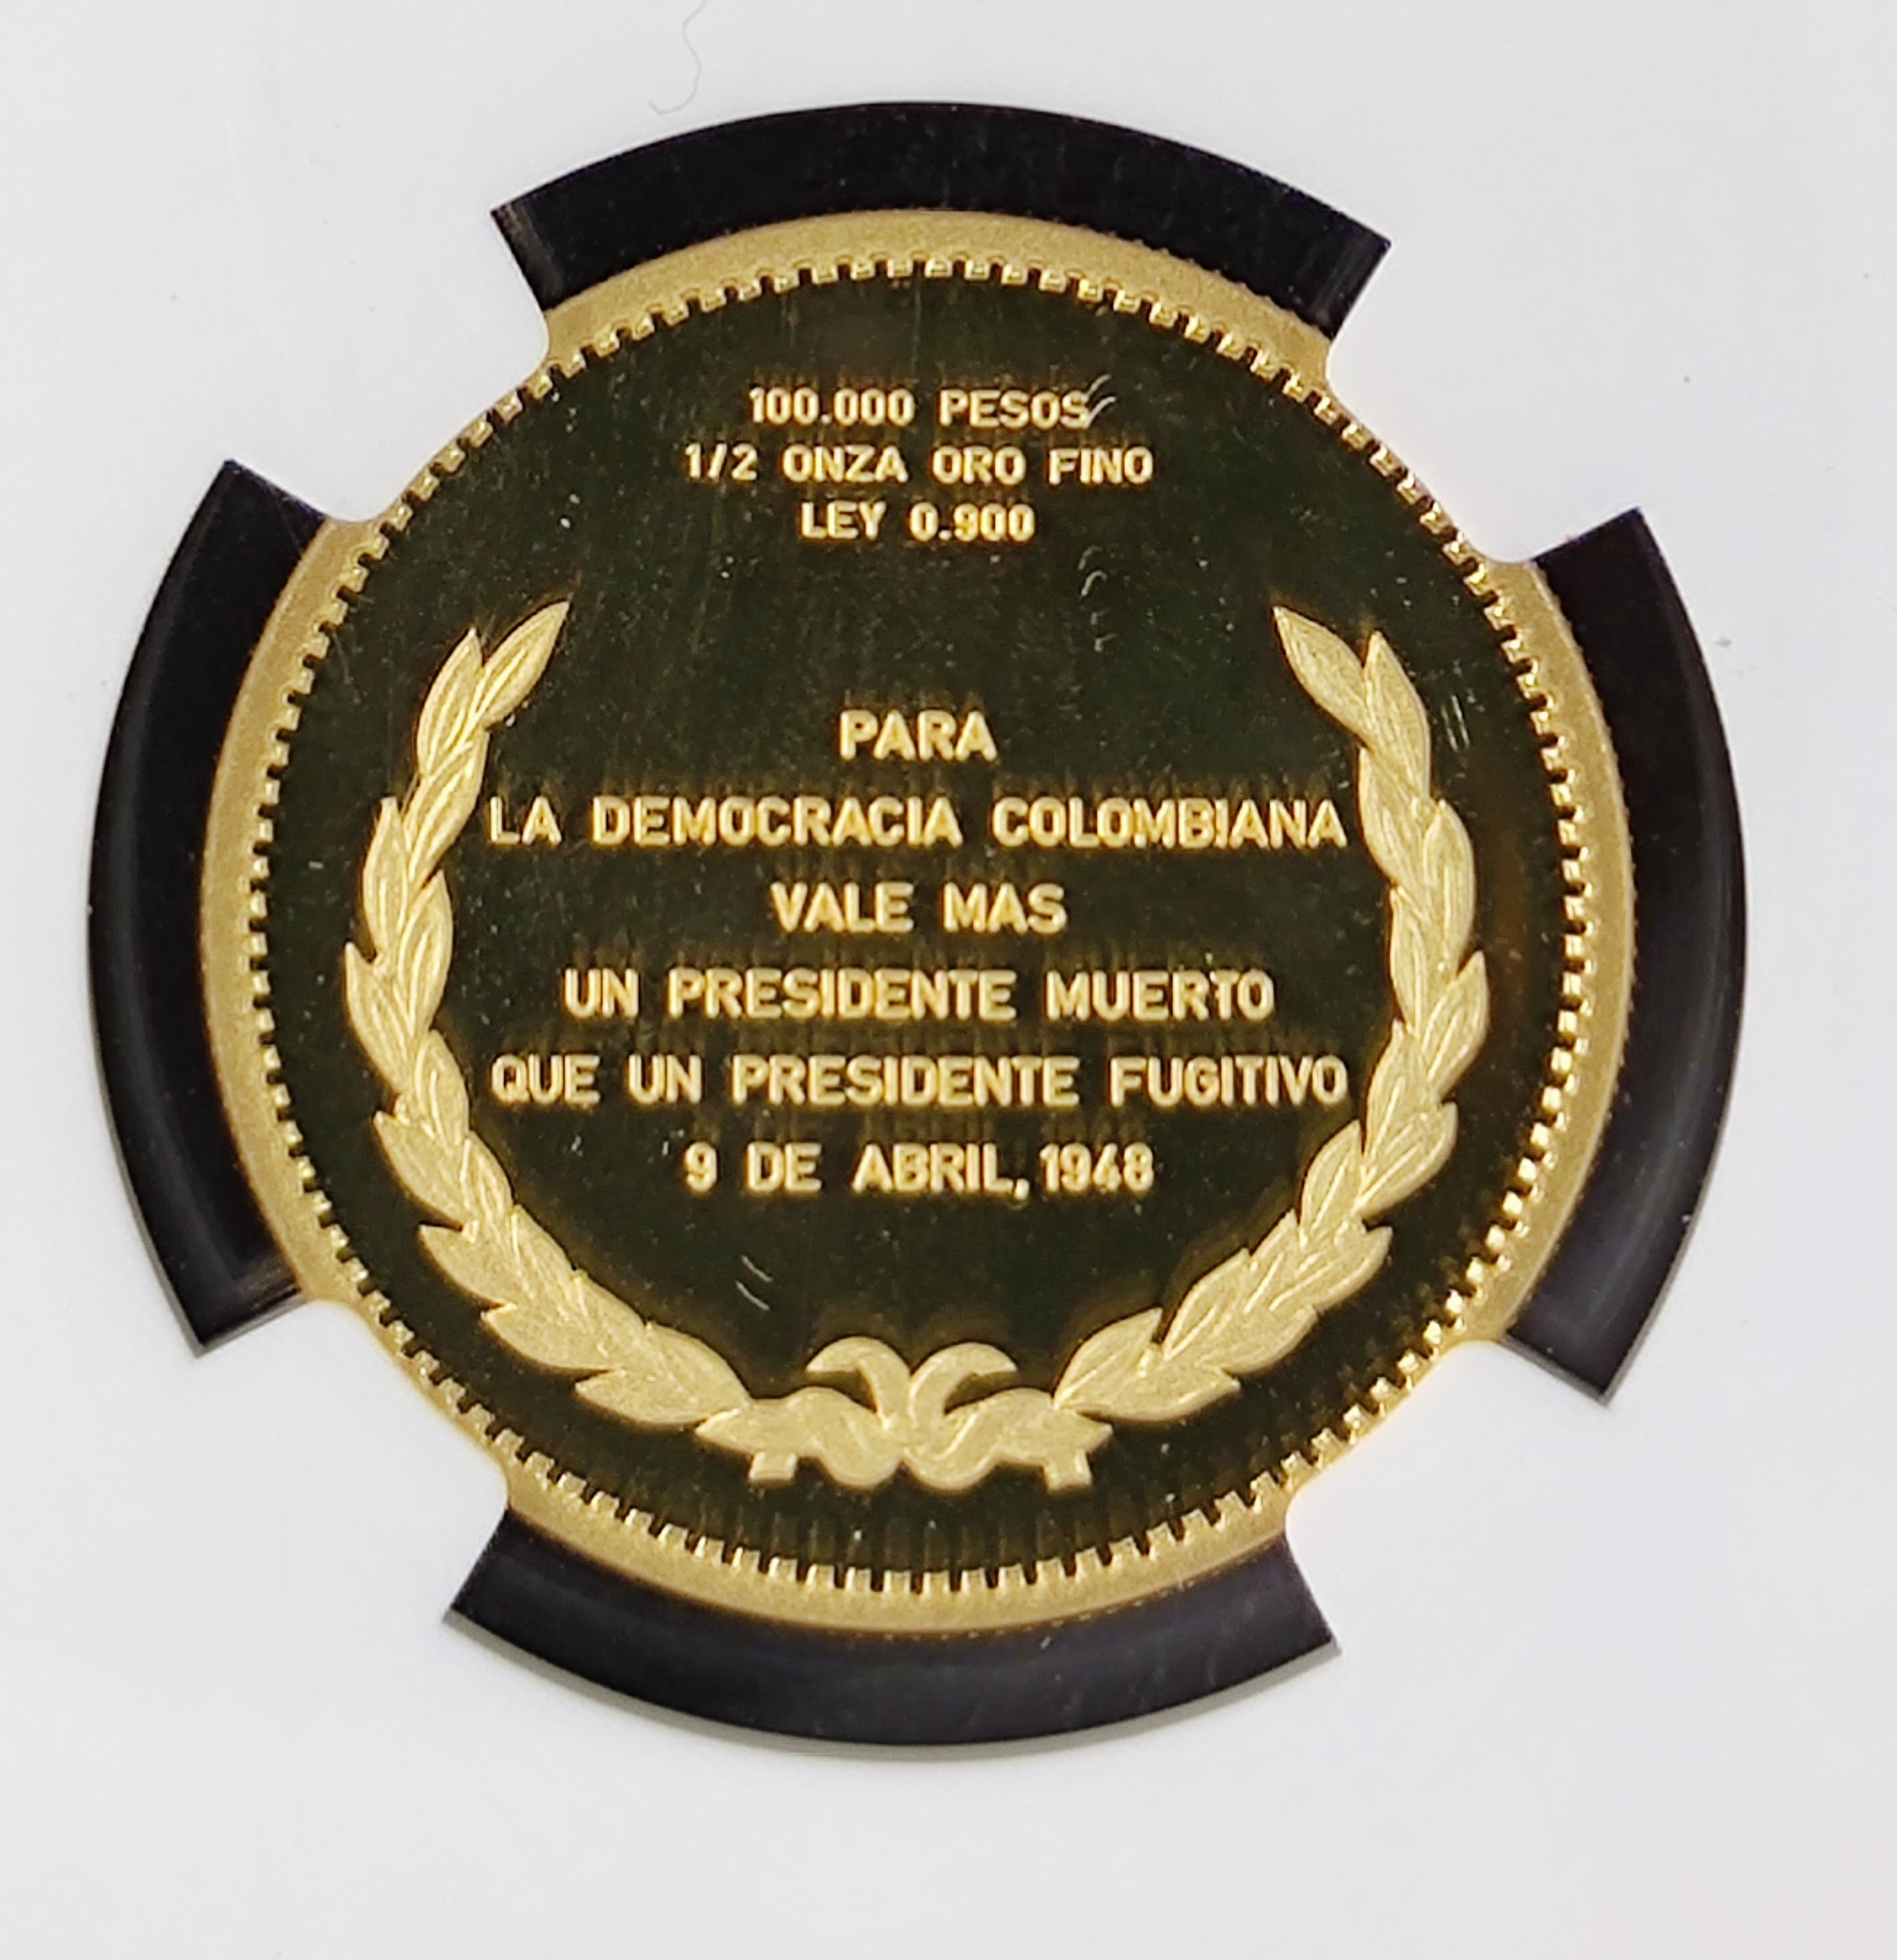 100.000 PESOS
1/2 ONZA ORO FINO
LEY 0.900
PARA
LA DEMOCRACIA COLOMBIANA
VALE MAS
UN PRESIDENTE MUERTO
QUE UN PRESIDENTE FUGITIVO
9 DE ABRIL, 1948